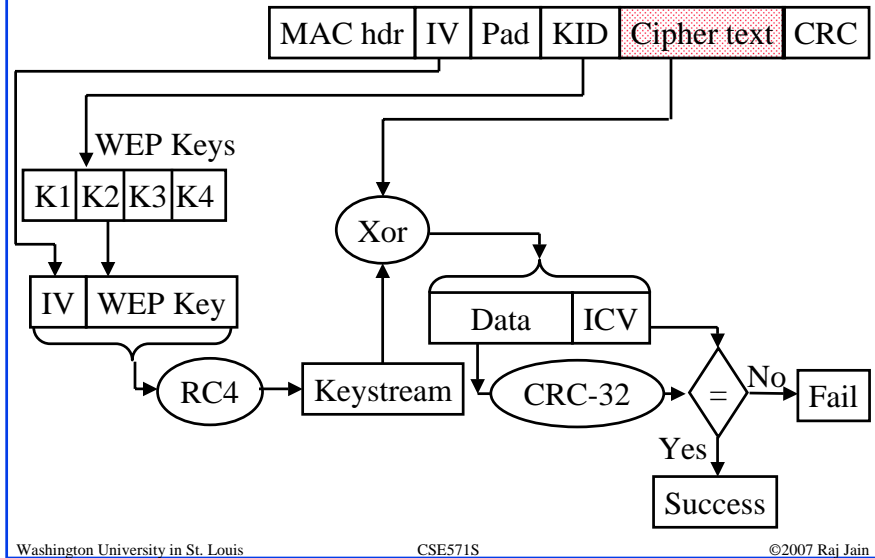 MAC hdr IV Pad KID Cipher text CRC
WEP Keys
K1 K2 K3 K4
Xor
IV WEP Key
Data ICV
RC4
Keystream
CRC-32
=
No
Fail
Yes
Success
Washington University in St. Louis CSE571S ©2007 Raj Jain